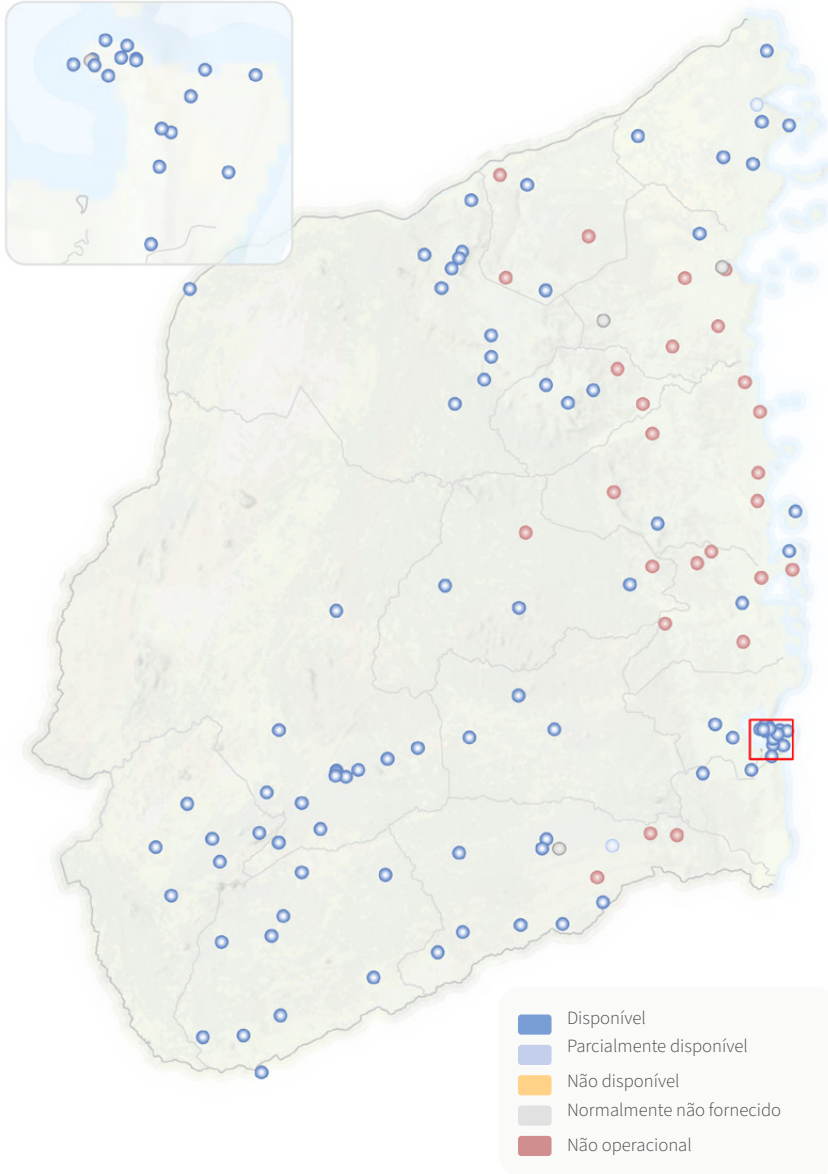 Disponível
Parcialmente disponível
Não disponível
Normalmente não fornecido
Não operacional